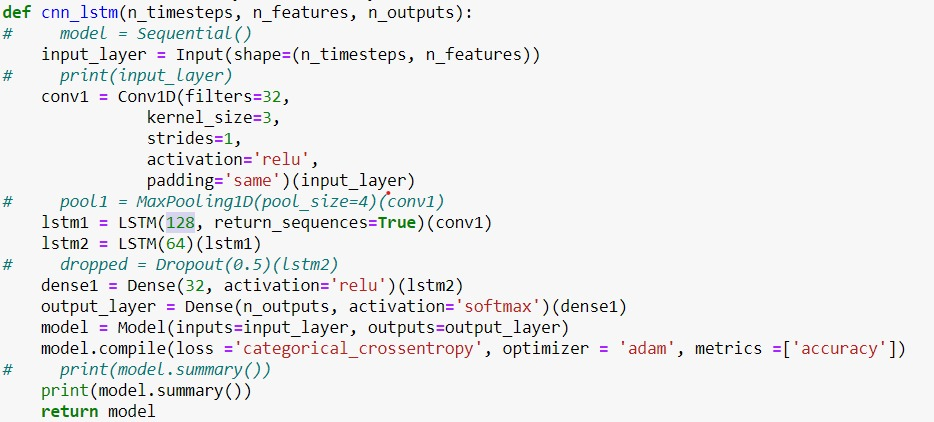 def cnn_lstm(n_timesteps, n_features, n_outputs):
#     model = Sequential()
    input_layer = Input(shape=(n_timesteps, n_features))
#     print(input_layer)
    conv1 = Conv1D(filters=32,
               kernel_size=3,
               strides=1,
               activation='relu',
               padding='same')(input_layer)
#     pool1 = MaxPooling1D(pool_size=4)(conv1)
    lstm1 = LSTM(128, return_sequences=True)(conv1)
    lstm2 = LSTM(64)(lstm1)
#     dropped = Dropout(0.5)(lstm2)
    dense1 = Dense(32, activation='relu')(lstm2)
    output_layer = Dense(n_outputs, activation='softmax')(dense1)
    model = Model(inputs=input_layer, outputs=output_layer)
    model.compile(loss ='categorical_crossentropy', optimizer = 'adam', metrics =['accuracy'])
#     print(model.summary())
    print(model.summary())
    return model